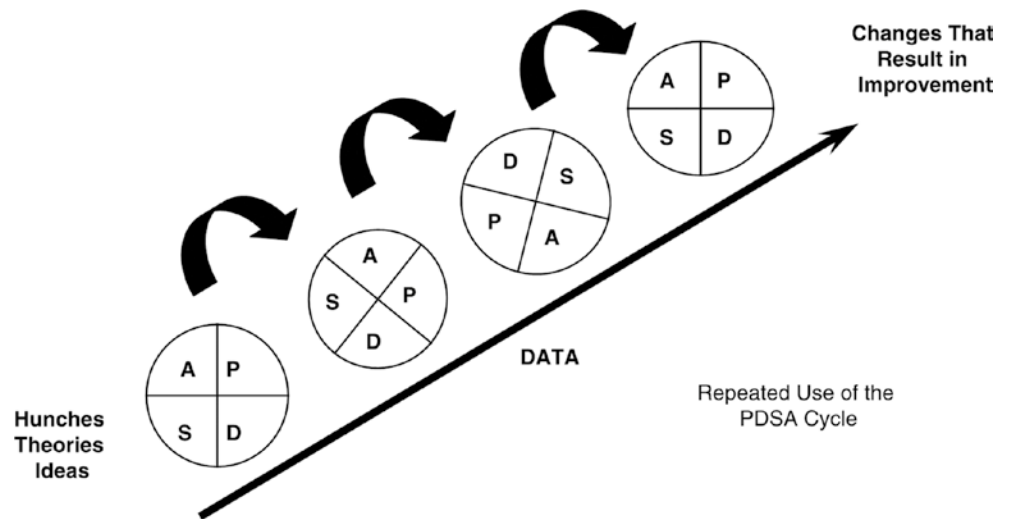 Changes That
Result in
Improvement
A P
S D
D S
P A
A
S P
D
A P
S D
DATA
Repeated Use of the
PDSA Cycle
Hunches
Theories
Ideas